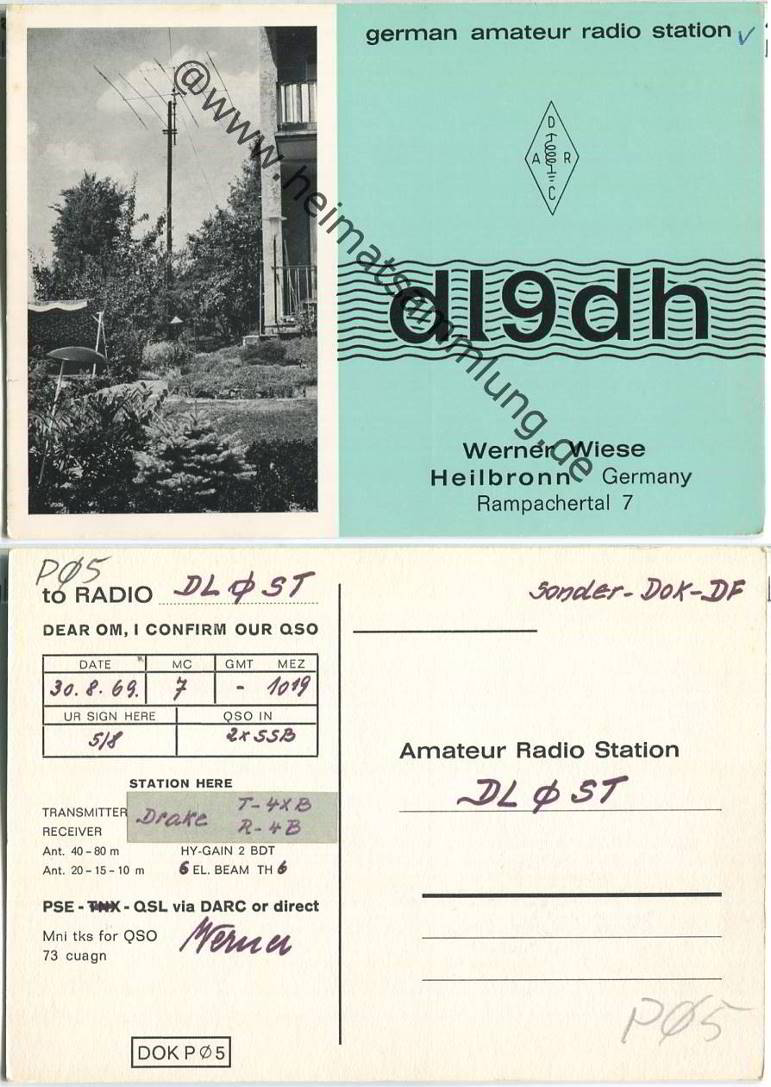 german amateur radio station
D
A R
C
dl9dh
Werner Wiese
Heilbronn Germany
Rampachertal 7
@www.heimatsammlung.de
PØ5
to RADIO DLØST
DEAR OM, I CONFIRM OUR QSO
DATE MC GMT MEZ
30.8.69. 7 - 1019
UR SIGN HERE QSO IN
5/8 2xSSB
STATION HERE
TRANSMITTER Drake T-4XB
RECEIVER R-4B
Ant. 40 - 80 m HY-GAIN 2 BDT
Ant. 20 - 15 - 10 m 6 EL. BEAM TH 6
PSE - TNX - QSL via DARC or direct
Mni tks for QSO Werner
73 cuagn
DOK PØ5
Sonder-DOK-DF
Amateur Radio Station
DLØST
PØ5